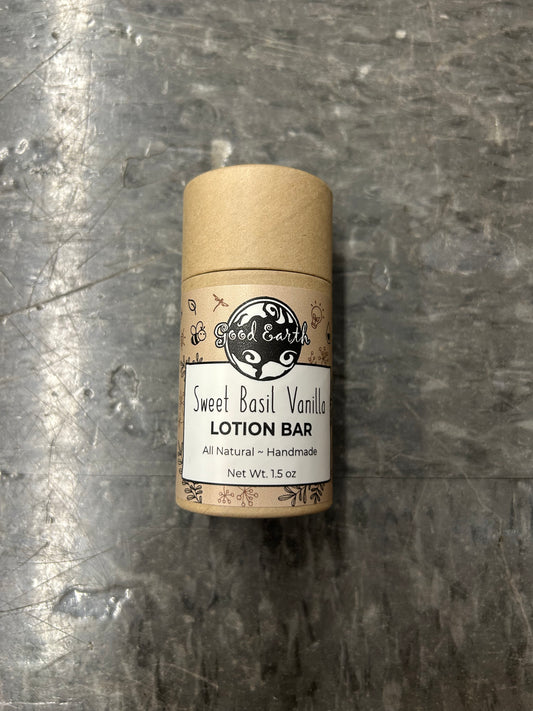 Good Earth
Sweet Basil Vanilla
LOTION BAR
All Natural ~ Handmade
Net Wt. 1.5 oz